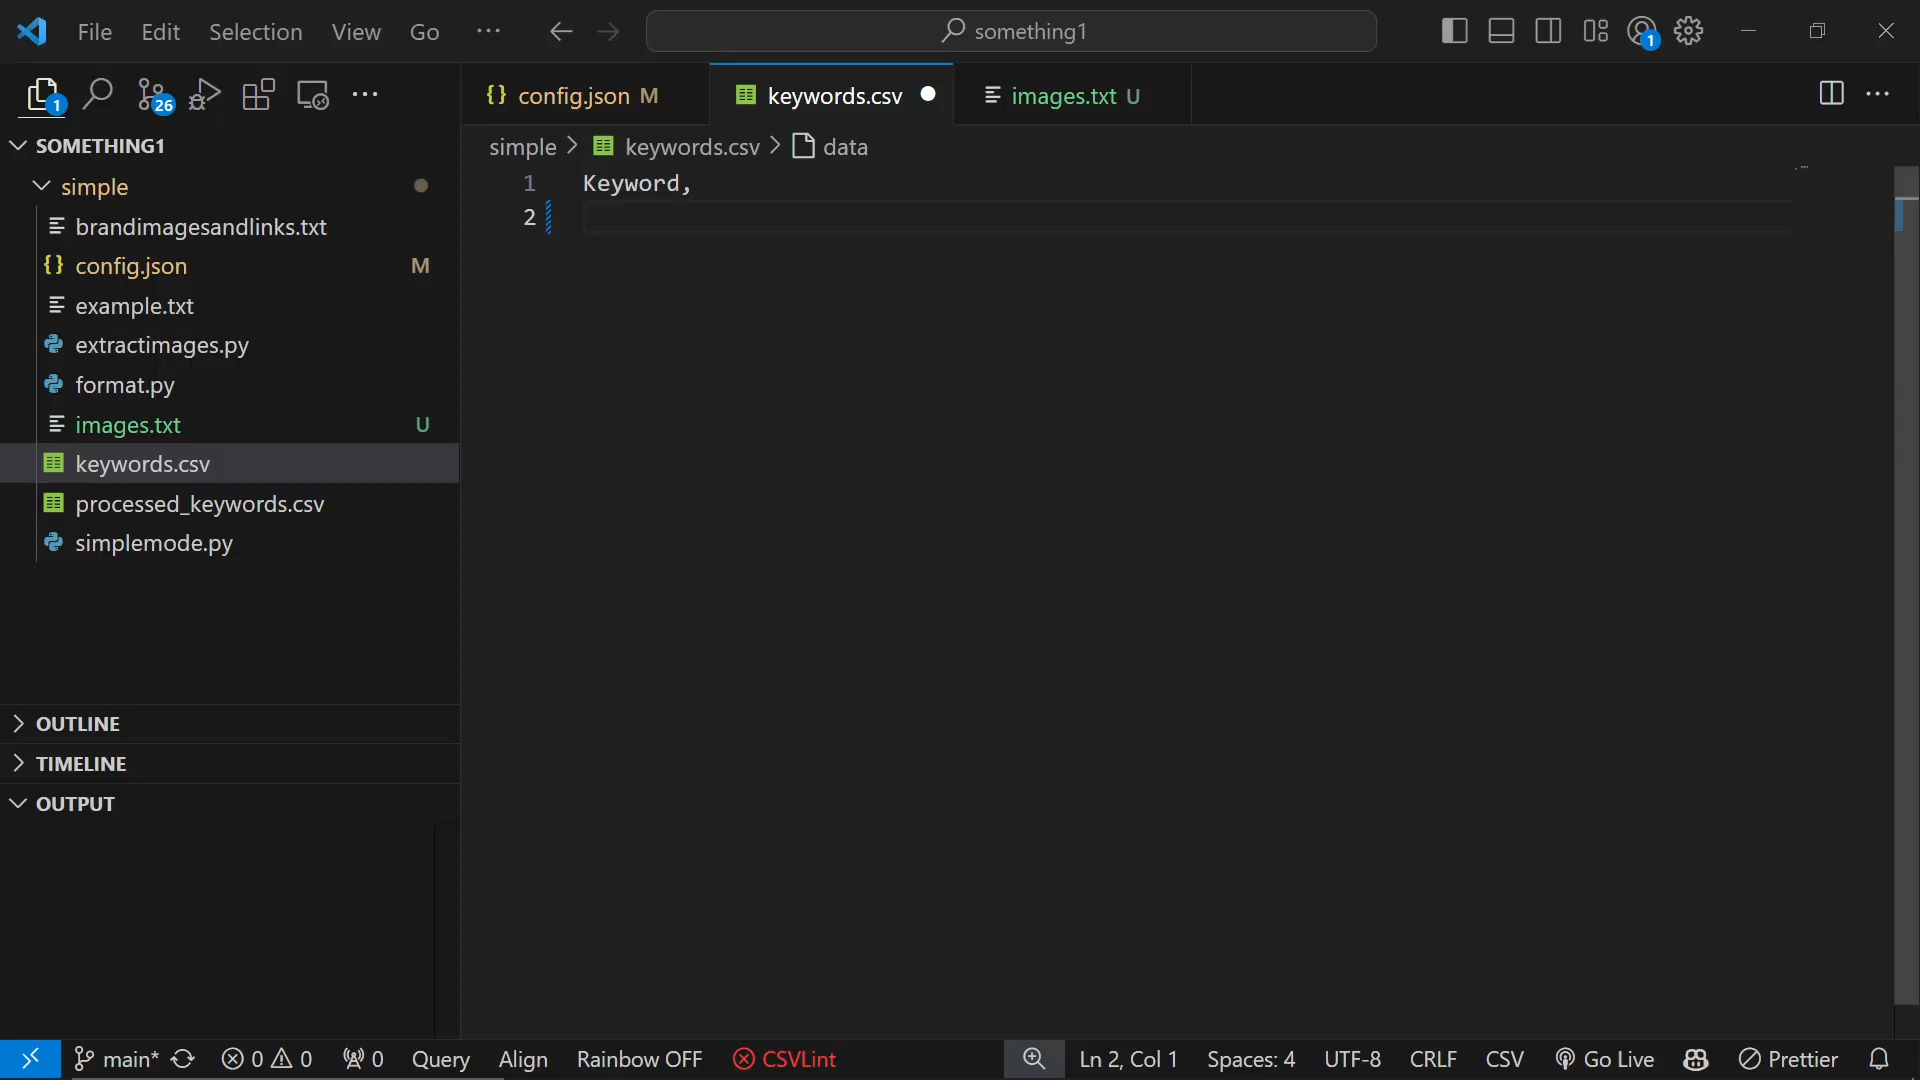 File Edit Selection View Go ··· something1 1
1 26 ···
config.json M keywords.csv images.txt U ···
SOMETHING1
simple
brandimagesandlinks.txt
config.json M
example.txt
extractimages.py
format.py
images.txt U
keywords.csv
processed_keywords.csv
simplemode.py
OUTLINE
TIMELINE
OUTPUT
simple > keywords.csv > data
1 Keyword,
2
main* 0 0 0 Query Align Rainbow OFF CSVLint Ln 2, Col 1 Spaces: 4 UTF-8 CRLF CSV Go Live Prettier